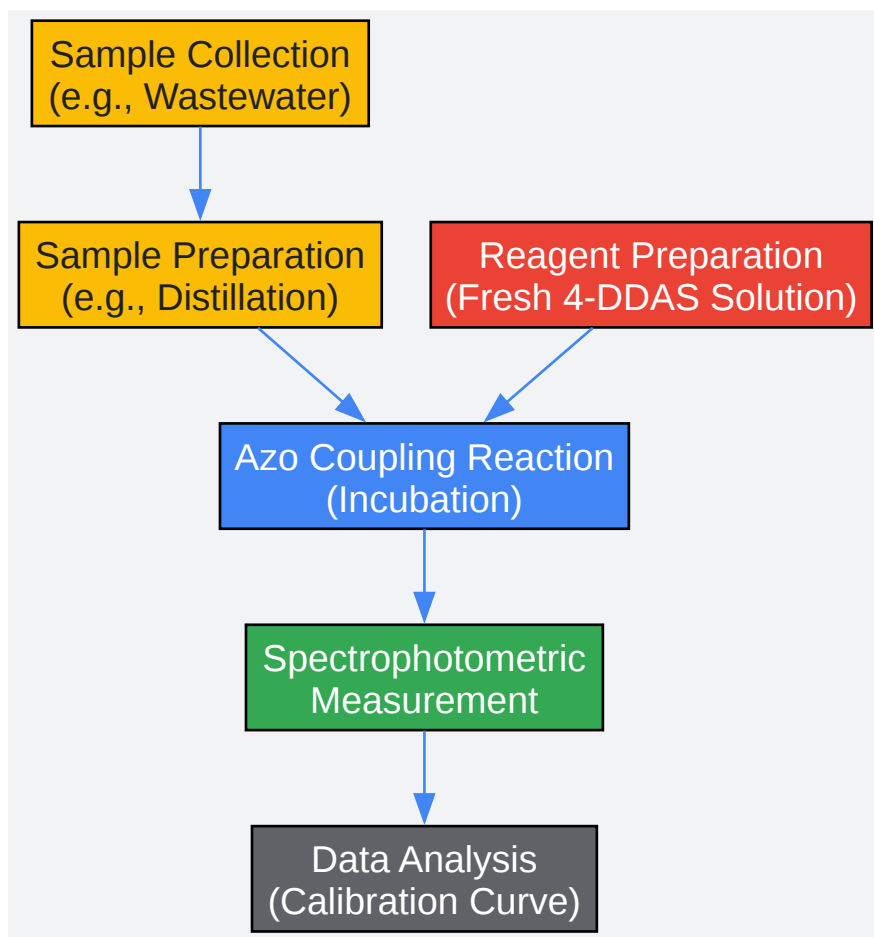 Sample Collection
(e.g., Wastewater)
Sample Preparation
(e.g., Distillation)
Reagent Preparation
(Fresh 4-DDAS Solution)
Azo Coupling Reaction
(Incubation)
Spectrophotometric
Measurement
Data Analysis
(Calibration Curve)